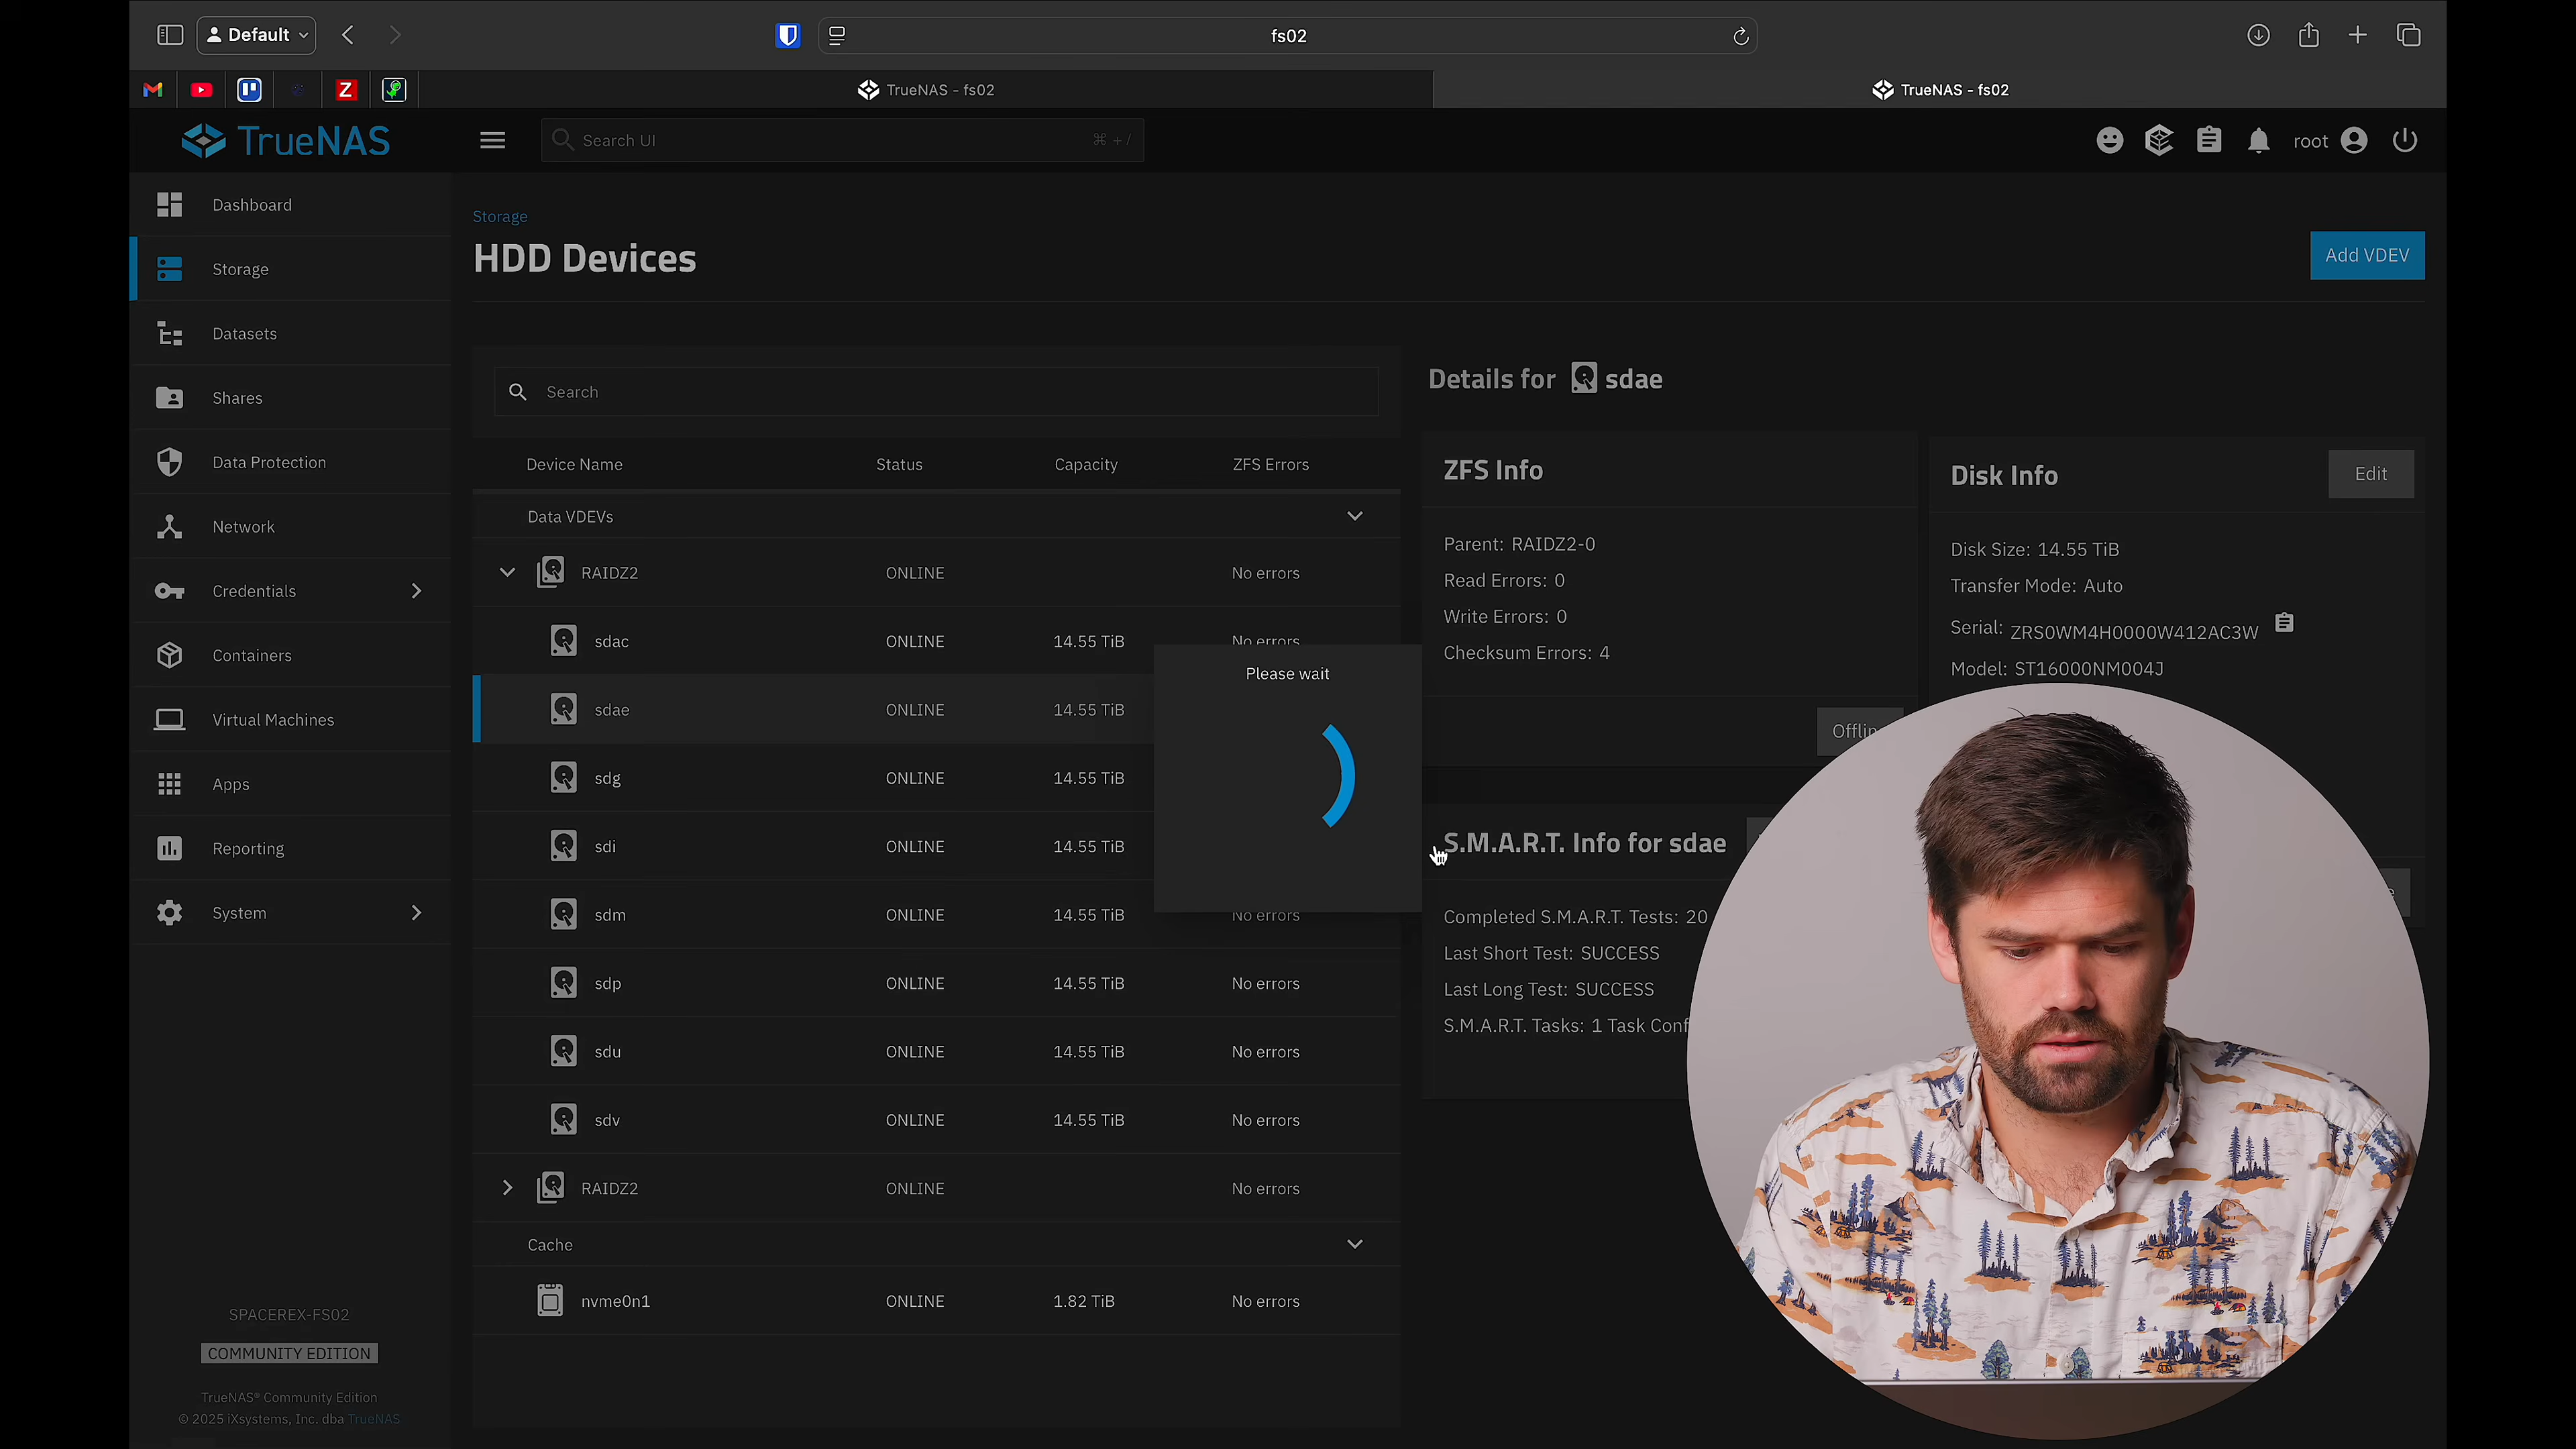 Default
fs02
TrueNAS - fs02
TrueNAS - fs02
TrueNAS
Search UI
⌘ + /
root
Dashboard
Storage
Datasets
Shares
Data Protection
Network
Credentials
Containers
Virtual Machines
Apps
Reporting
System
SPACEREX-FS02
COMMUNITY EDITION
TrueNAS® Community Edition
© 2025 iXsystems, Inc. dba TrueNAS
Storage
HDD Devices
Add VDEV
Search
Device Name Status Capacity ZFS Errors
Data VDEVs
RAIDZ2 ONLINE No errors
sdac ONLINE 14.55 TiB No errors
sdae ONLINE 14.55 TiB
sdg ONLINE 14.55 TiB
sdi ONLINE 14.55 TiB
sdm ONLINE 14.55 TiB No errors
sdp ONLINE 14.55 TiB No errors
sdu ONLINE 14.55 TiB No errors
sdv ONLINE 14.55 TiB No errors
RAIDZ2 ONLINE No errors
Cache
nvme0n1 ONLINE 1.82 TiB No errors
Please wait
Details for sdae
ZFS Info
Parent: RAIDZ2-0
Read Errors: 0
Write Errors: 0
Checksum Errors: 4
Offlin
Disk Info
Edit
Disk Size: 14.55 TiB
Transfer Mode: Auto
Serial: ZRS0WM4H0000W412AC3W
Model: ST16000NM004J
S.M.A.R.T. Info for sdae
Completed S.M.A.R.T. Tests: 20
Last Short Test: SUCCESS
Last Long Test: SUCCESS
S.M.A.R.T. Tasks: 1 Task Conf